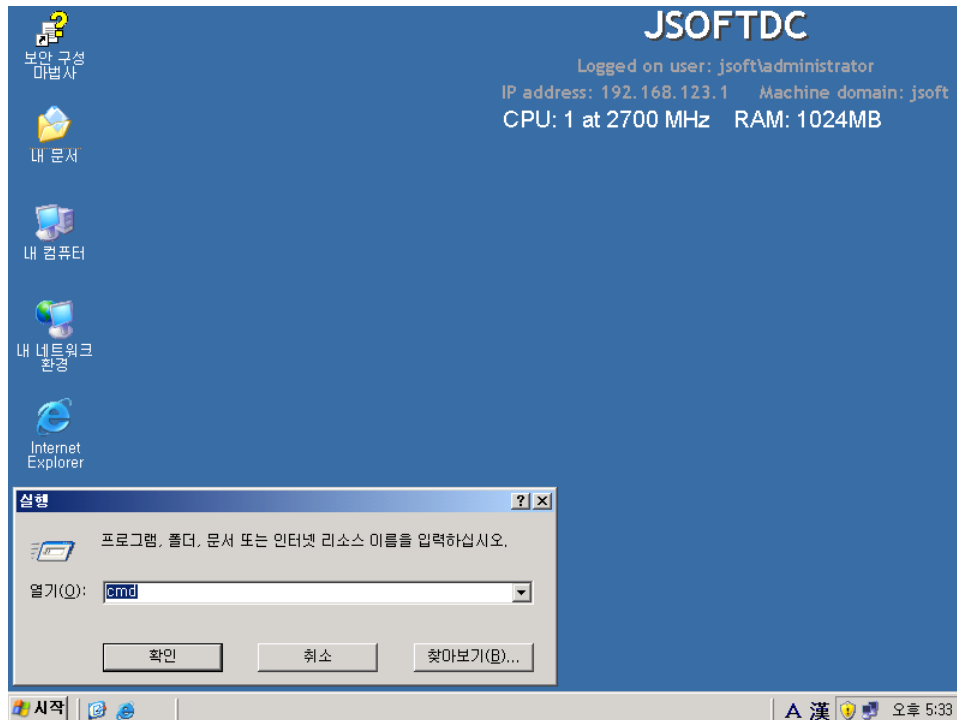 JSOFTDC
Logged on user: jsoft\administrator
IP address: 192.168.123.1 Machine domain: jsoft
CPU: 1 at 2700 MHz RAM: 1024MB
보안 구성
마법사
내 문서
내 컴퓨터
내 네트워크
환경
Internet
Explorer
실행
프로그램, 폴더, 문서 또는 인터넷 리소스 이름을 입력하십시오.
열기(O): cmd
확인 취소 찾아보기(B)...
시작 A 漢 오후 5:33